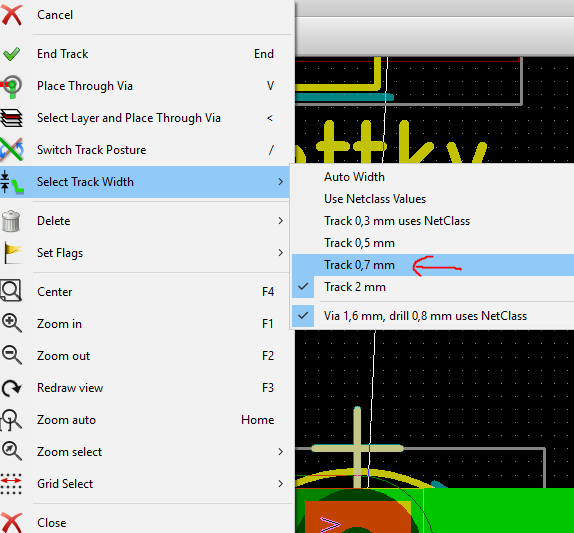 Cancel
End Track End
Place Through Via V
Select Layer and Place Through Via <
Switch Track Posture /
Select Track Width >
Delete >
Set Flags >
Center F4
Zoom in F1
Zoom out F2
Redraw view F3
Zoom auto Home
Zoom select >
Grid Select >
Close
Auto Width
Use Netclass Values
Track 0,3 mm uses NetClass
Track 0,5 mm
Track 0,7 mm
Track 2 mm
Via 1,6 mm, drill 0,8 mm uses NetClass
ottky